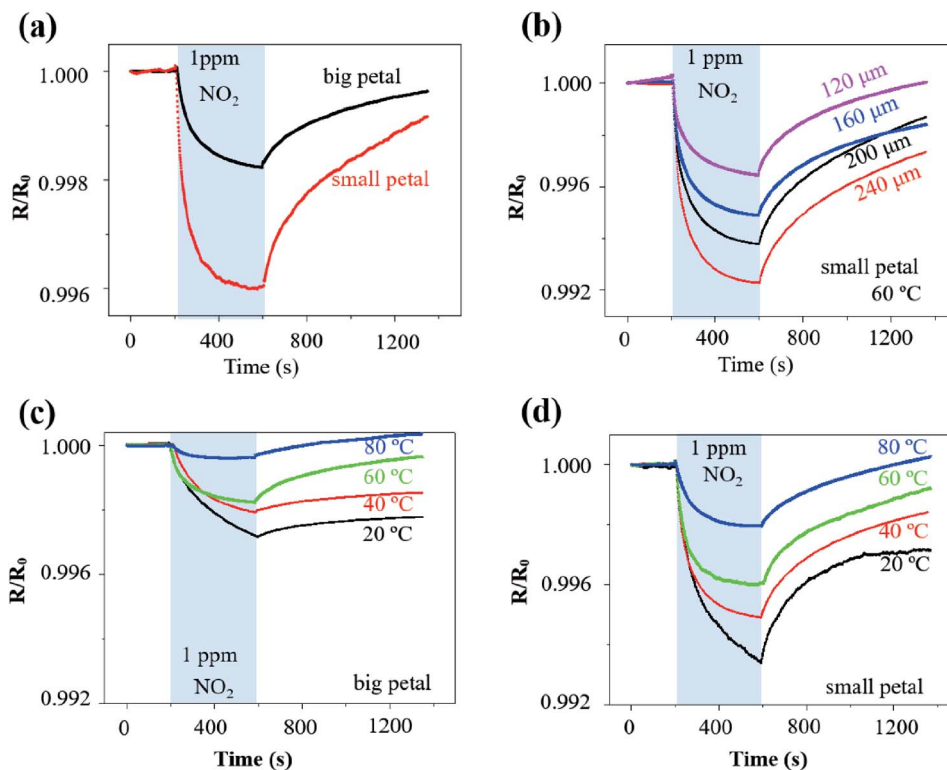 (a)
1.000
0.998
0.996
R/R₀
1ppm
NO₂
big petal
small petal
0
400
800
1200
Time (s)
(b)
1.000
0.996
0.992
R/R₀
1 ppm
NO₂
120 μm
160 μm
200 μm
240 μm
small petal
60 ºC
0
400
800
1200
Time (s)
(c)
1.000
0.996
0.992
R/R₀
80 ºC
60 ºC
40 ºC
20 ºC
1 ppm
NO₂
big petal
0
400
800
1200
Time (s)
(d)
1.000
0.996
0.992
R/R₀
1 ppm
NO₂
80 ºC
60 ºC
40 ºC
20 ºC
small petal
0
400
800
1200
Time (s)